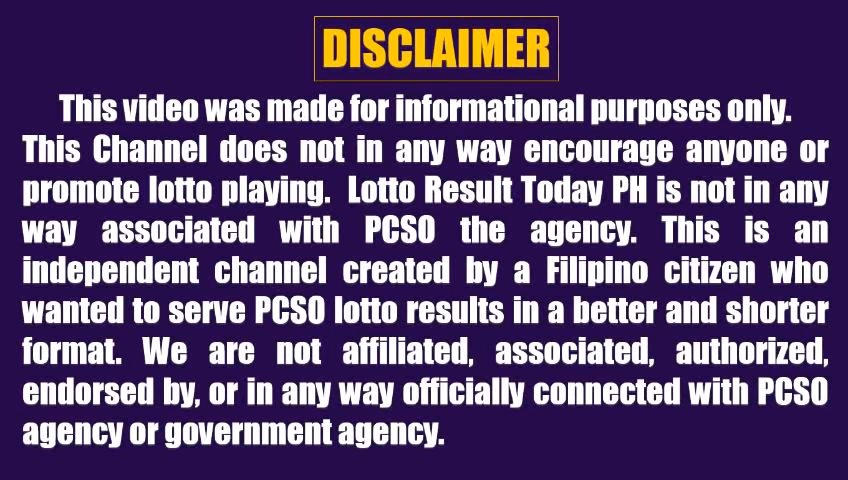 DISCLAIMER
This video was made for informational purposes only.
This Channel does not in any way encourage anyone or
promote lotto playing. Lotto Result Today PH is not in any
way associated with PCSO the agency. This is an
independent channel created by a Filipino citizen who
wanted to serve PCSO lotto results in a better and shorter
format. We are not affiliated, associated, authorized,
endorsed by, or in any way officially connected with PCSO
agency or government agency.